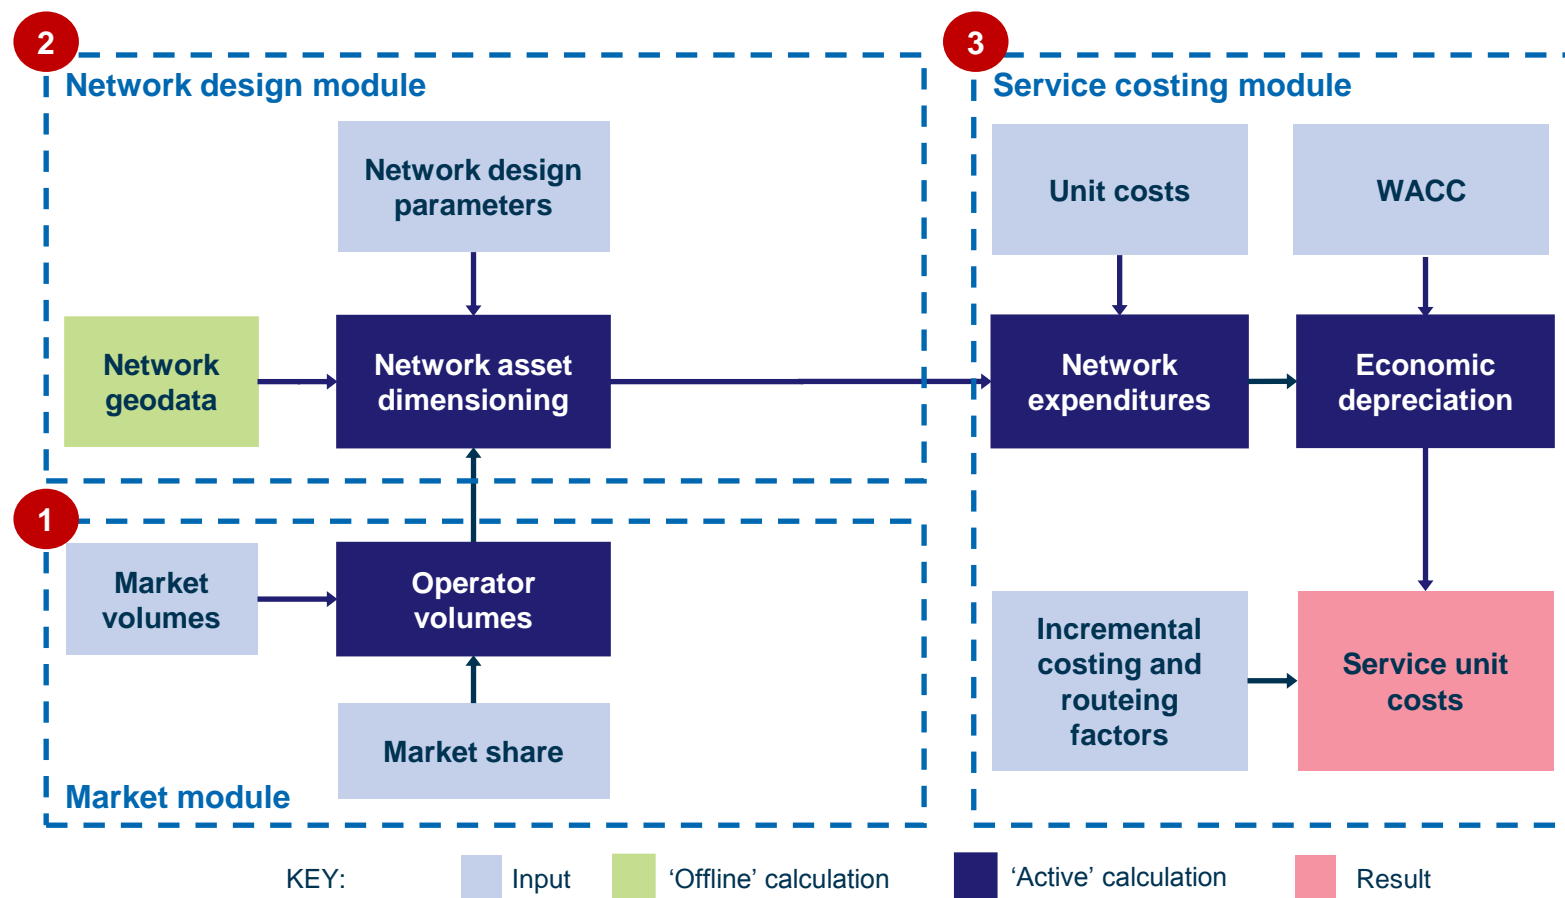 2
Network design module
Network design
parameters
Network
geodata
Network asset
dimensioning
1
Market
volumes
Operator
volumes
Market share
Market module
3
Service costing module
Unit costs
WACC
Network
expenditures
Economic
depreciation
Incremental
costing and
routeing
factors
Service unit
costs
KEY:
Input
‘Offline’ calculation
‘Active’ calculation
Result